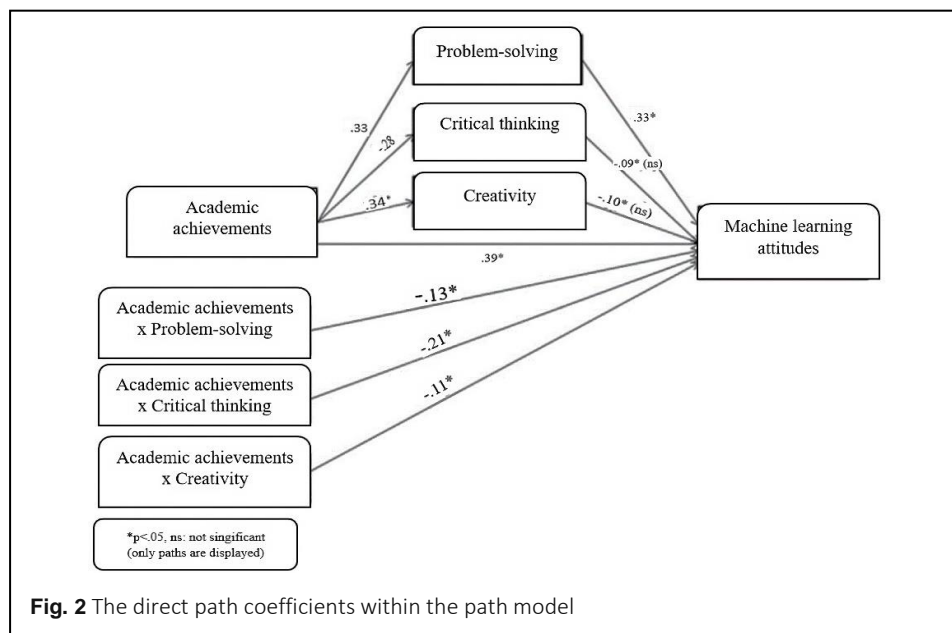 Problem-solving
.33
.33*
Critical thinking
-.28
-.09* (ns)
Creativity
.34*
-.10* (ns)
Academic
achievements
Machine learning
attitudes
.39*
-.13*
Academic achievements
x Problem-solving
-.21*
Academic achievements
x Critical thinking
-.11*
Academic achievements
x Creativity
*p<.05, ns: not singificant
(only paths are displayed)
Fig. 2 The direct path coefficients within the path model